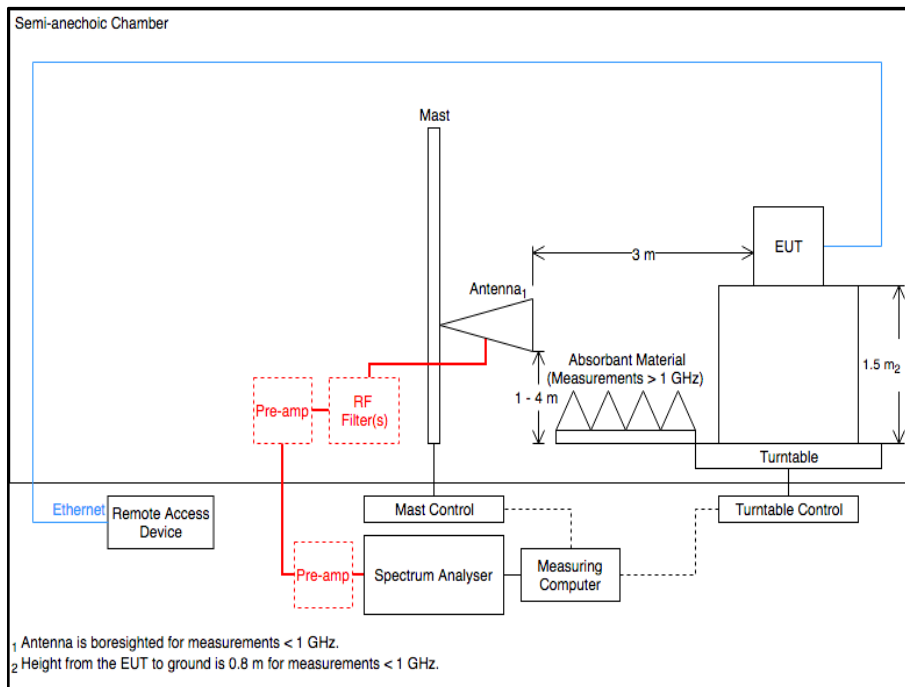 Semi-anechoic Chamber
Mast
EUT
3 m
Antenna1
Absorbant Material
(Measurements > 1 GHz)
1.5 m2
1 - 4 m
Pre-amp
RF
Filter(s)
Turntable
Ethernet
Remote Access
Device
Mast Control
Turntable Control
Pre-amp
Spectrum Analyser
Measuring
Computer
1 Antenna is boresighted for measurements < 1 GHz.
2 Height from the EUT to ground is 0.8 m for measurements < 1 GHz.